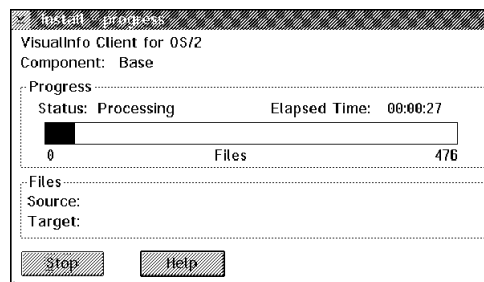 Install - progress
VisualInfo Client for OS/2
Component: Base
Progress
Status: Processing Elapsed Time: 00:00:27
0 Files 476
Files
Source:
Target:
Stop Help